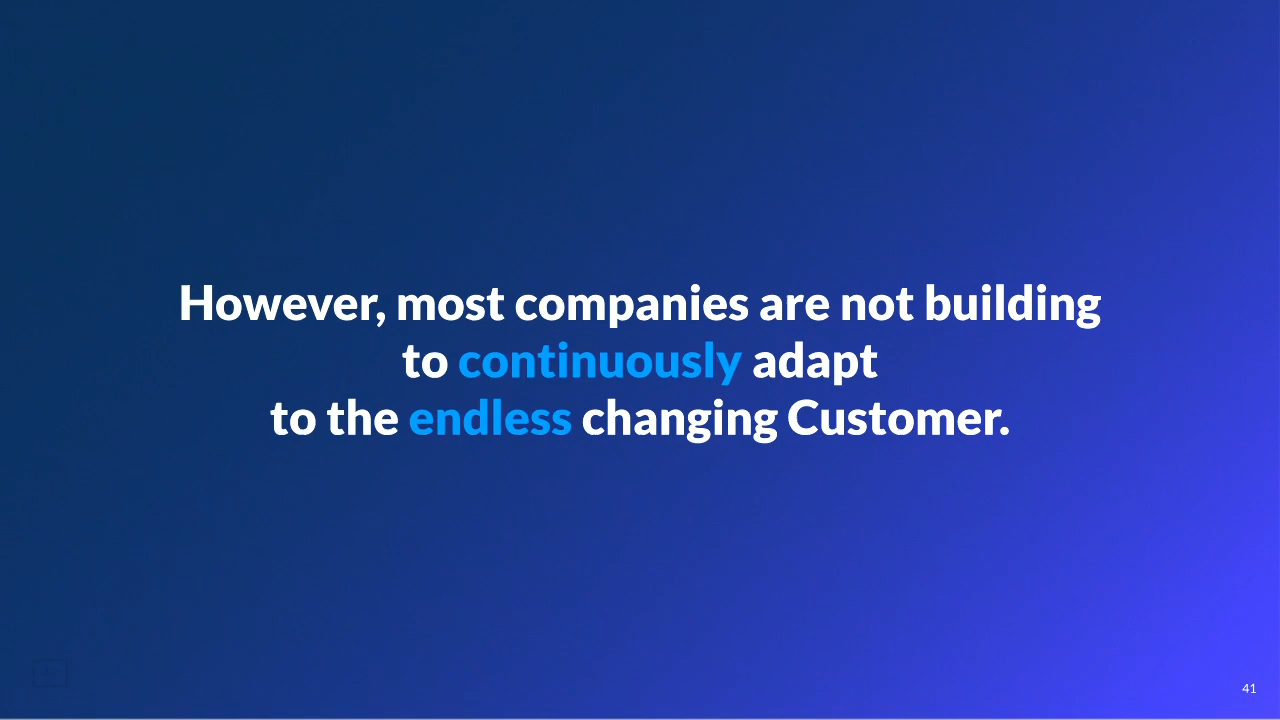 However, most companies are not building
to continuously adapt
to the endless changing Customer.
41